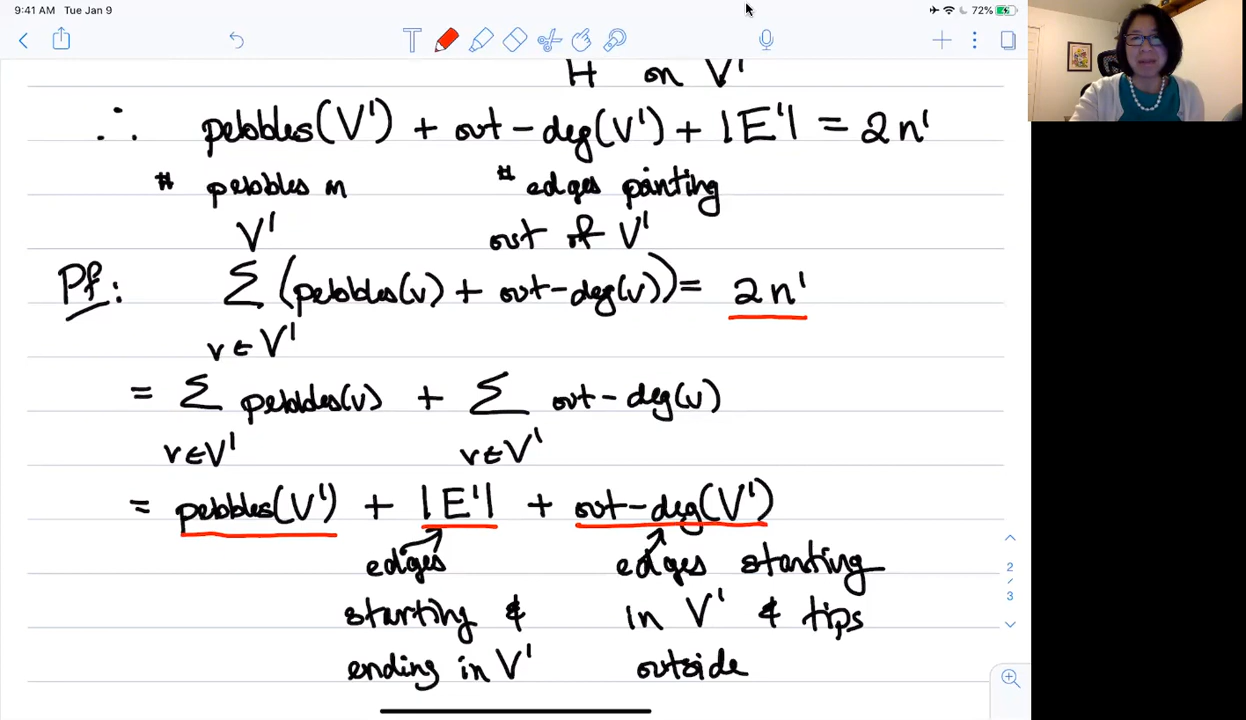 9:41 AM Tue Jan 9
72%
H on V'
∴ pebbles(V') + out-deg(V') + |E'| = 2n'
# pebbles in V'
# edges pointing out of V'
Pf: Σ (pebbles(v) + out-deg(v)) = 2n'
v∈V'
= Σ pebbles(v) + Σ out-deg(v)
v∈V' v∈V'
= pebbles(V') + |E'| + out-deg(V')
edges starting & ending in V'
edges starting in V' & tips outside
2
/
3